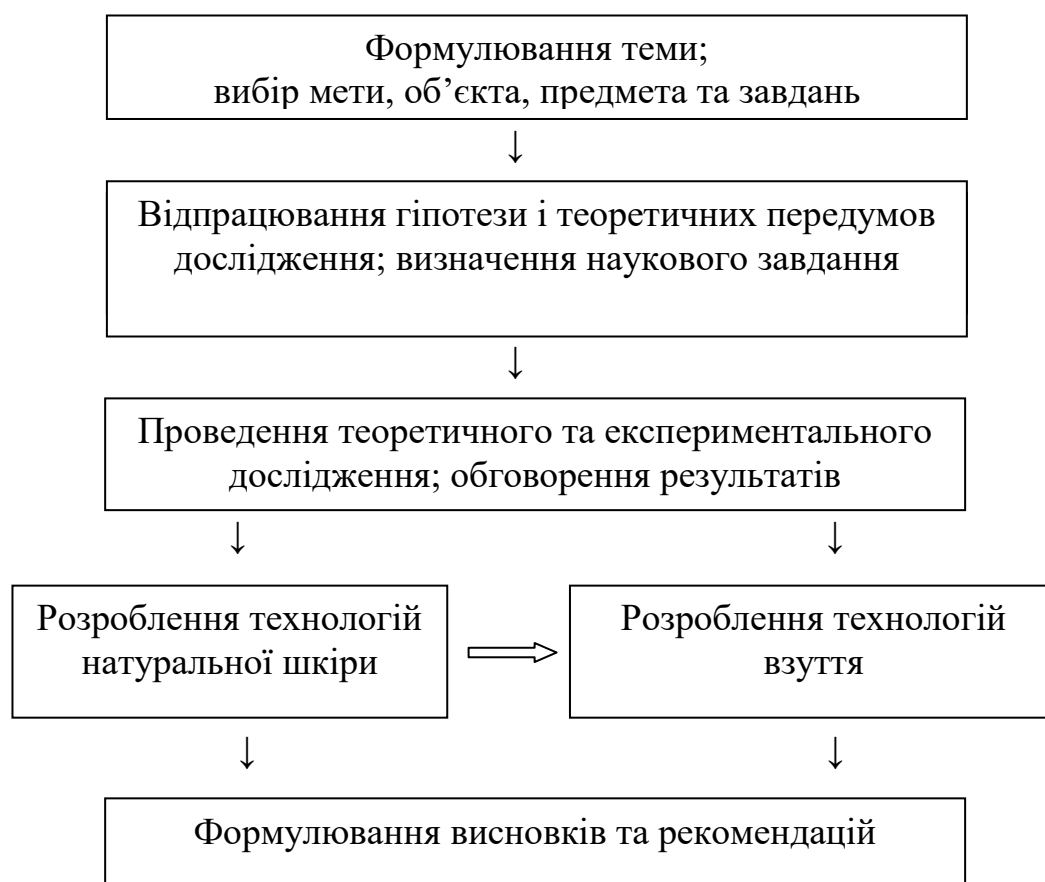 Формулювання теми;
вибір мети, об’єкта, предмета та завдань
↓
Відпрацювання гіпотези і теоретичних передумов
дослідження; визначення наукового завдання
↓
Проведення теоретичного та експериментального
дослідження; обговорення результатів
↓ ↓
Розроблення технологій
натуральної шкіри
Розроблення технологій
взуття
↓ ↓
Формулювання висновків та рекомендацій